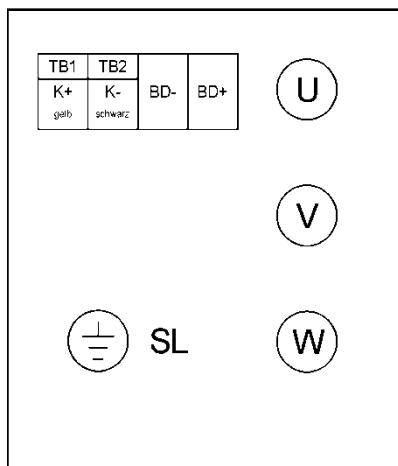 TB1 TB2
K+ K- BD- BD+
gelb schwarz
U
V
SL W